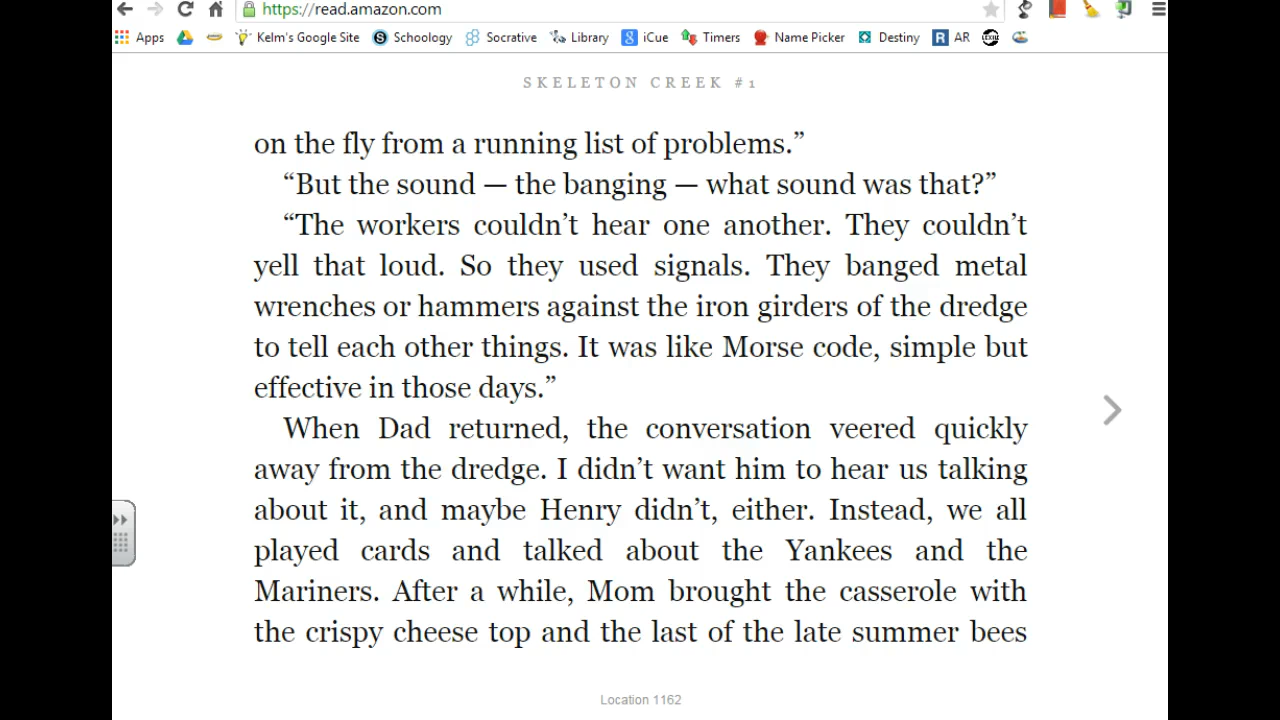 https://read.amazon.com
Apps Kelm's Google Site Schoology Socrative Library iCue Timers Name Picker Destiny R AR
SKELETON CREEK #1
on the fly from a running list of problems.”
“But the sound — the banging — what sound was that?”
“The workers couldn’t hear one another. They couldn’t
yell that loud. So they used signals. They banged metal
wrenches or hammers against the iron girders of the dredge
to tell each other things. It was like Morse code, simple but
effective in those days.”
When Dad returned, the conversation veered quickly
away from the dredge. I didn’t want him to hear us talking
about it, and maybe Henry didn’t, either. Instead, we all
played cards and talked about the Yankees and the
Mariners. After a while, Mom brought the casserole with
the crispy cheese top and the last of the late summer bees
Location 1162